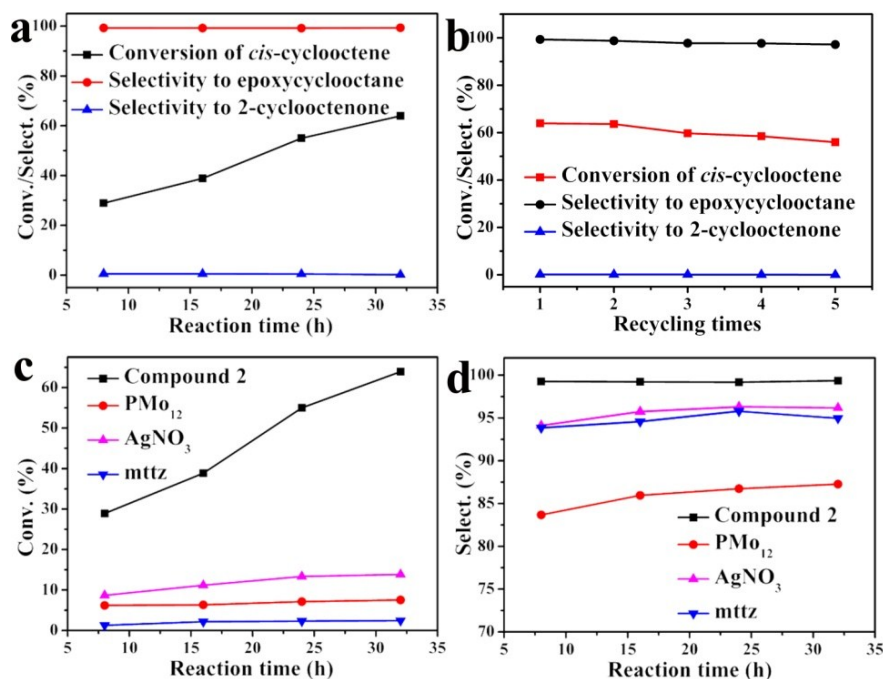 a
Conv./Select. (%)
100
80
60
40
20
0
Conversion of cis-cyclooctene
Selectivity to epoxycyclooctane
Selectivity to 2-cyclooctenone
5 10 15 20 25 30 35
Reaction time (h)
b
Conv./Select. (%)
100
80
60
40
20
0
Conversion of cis-cyclooctene
Selectivity to epoxycyclooctane
Selectivity to 2-cyclooctenone
1 2 3 4 5
Recycling times
c
Conv. (%)
60
50
40
30
20
10
0
Compound 2
PMo₁₂
AgNO₃
mttz
5 10 15 20 25 30 35
Reaction time (h)
d
Select. (%)
100
95
90
85
80
75
70
Compound 2
PMo₁₂
AgNO₃
mttz
5 10 15 20 25 30 35
Reaction time (h)